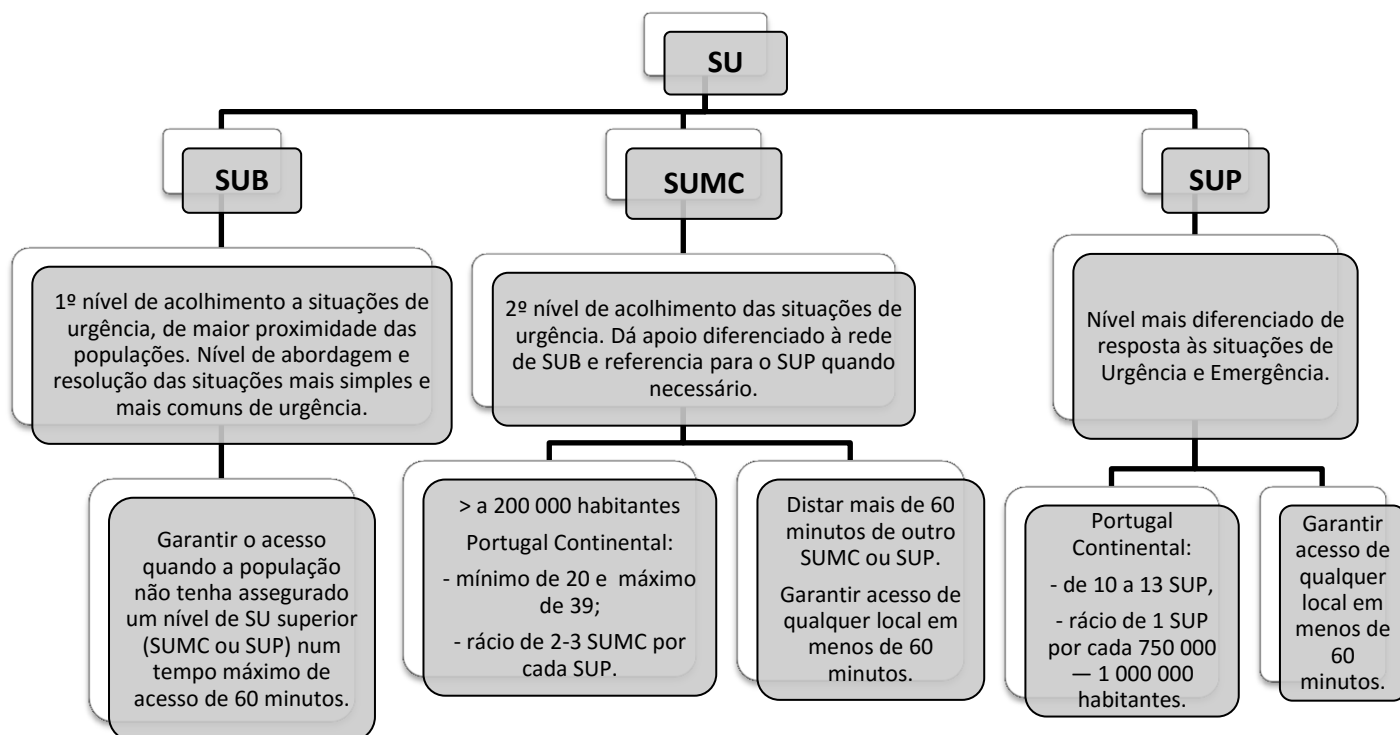 SU
SUB
SUMC
SUP
1º nível de acolhimento a situações de
urgência, de maior proximidade das
populações. Nível de abordagem e
resolução das situações mais simples e
mais comuns de urgência.
2º nível de acolhimento das situações de
urgência. Dá apoio diferenciado à rede
de SUB e referencia para o SUP quando
necessário.
Nível mais diferenciado de
resposta às situações de
Urgência e Emergência.
Garantir o acesso
quando a população
não tenha assegurado
um nível de SU superior
(SUMC ou SUP) num
tempo máximo de
acesso de 60 minutos.
> a 200 000 habitantes
Portugal Continental:
- mínimo de 20 e máximo
de 39;
- rácio de 2-3 SUMC por
cada SUP.
Distar mais de 60
minutos de outro
SUMC ou SUP.
Garantir acesso de
qualquer local em
menos de 60
minutos.
Portugal
Continental:
- de 10 a 13 SUP,
- rácio de 1 SUP
por cada 750 000
— 1 000 000
habitantes.
Garantir
acesso de
qualquer
local em
menos de
60
minutos.